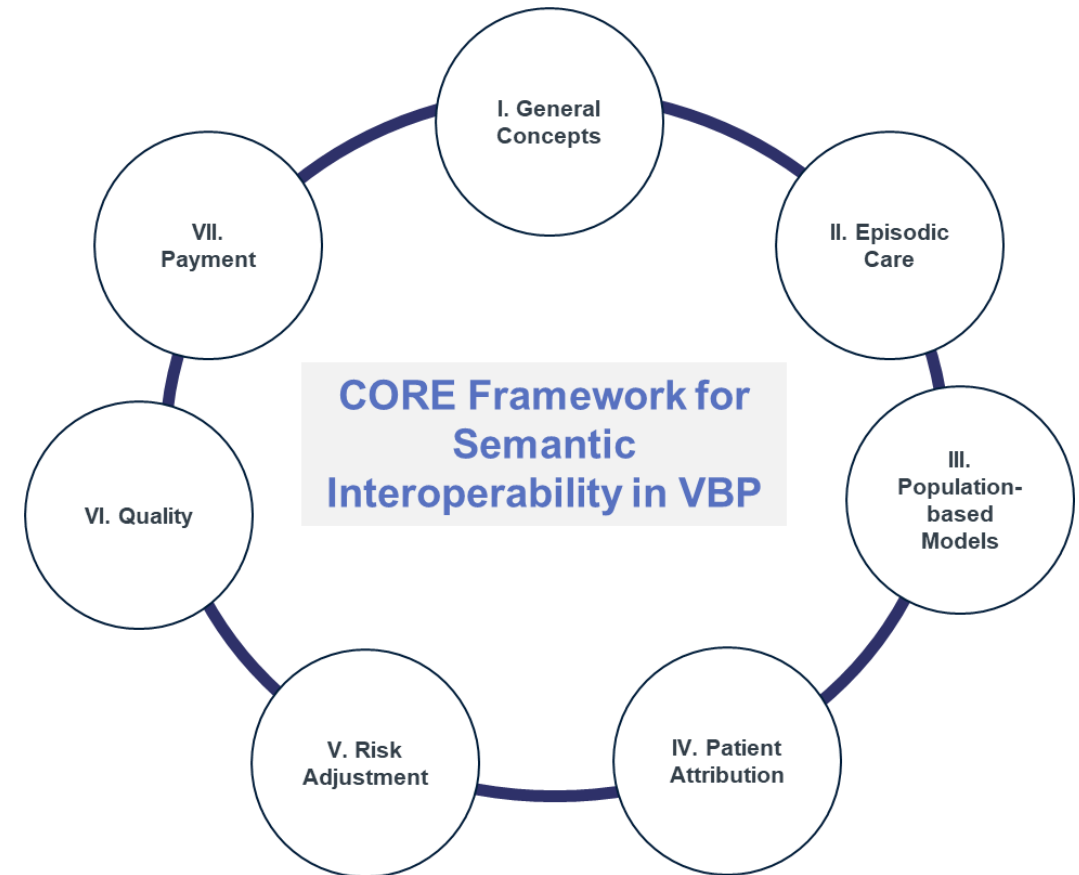 I. General
Concepts
II. Episodic
Care
III.
Population-
based
Models
IV. Patient
Attribution
V. Risk
Adjustment
VI. Quality
VII.
Payment
CORE Framework for
Semantic
Interoperability in VBP